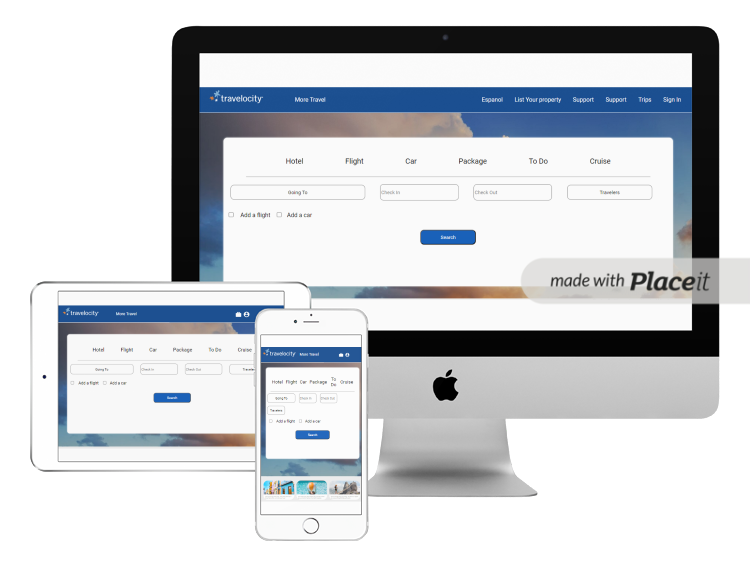 travelocity More Travel Espanol List Your property Support Support Trips Sign In
Hotel Flight Car Package To Do Cruise
Going To Check In Check Out Travelers
Add a flight Add a car
Search
made with Placeit
travelocity More Travel
Hotel Flight Car Package To Do Cruise
Going To Check In Check Out Travele
Add a flight Add a car
Search
travelocity More Travel
Hotel Flight Car Package To Do Cruise
Going To Check In Check Out
Travelers
Add a flight Add a car
Search